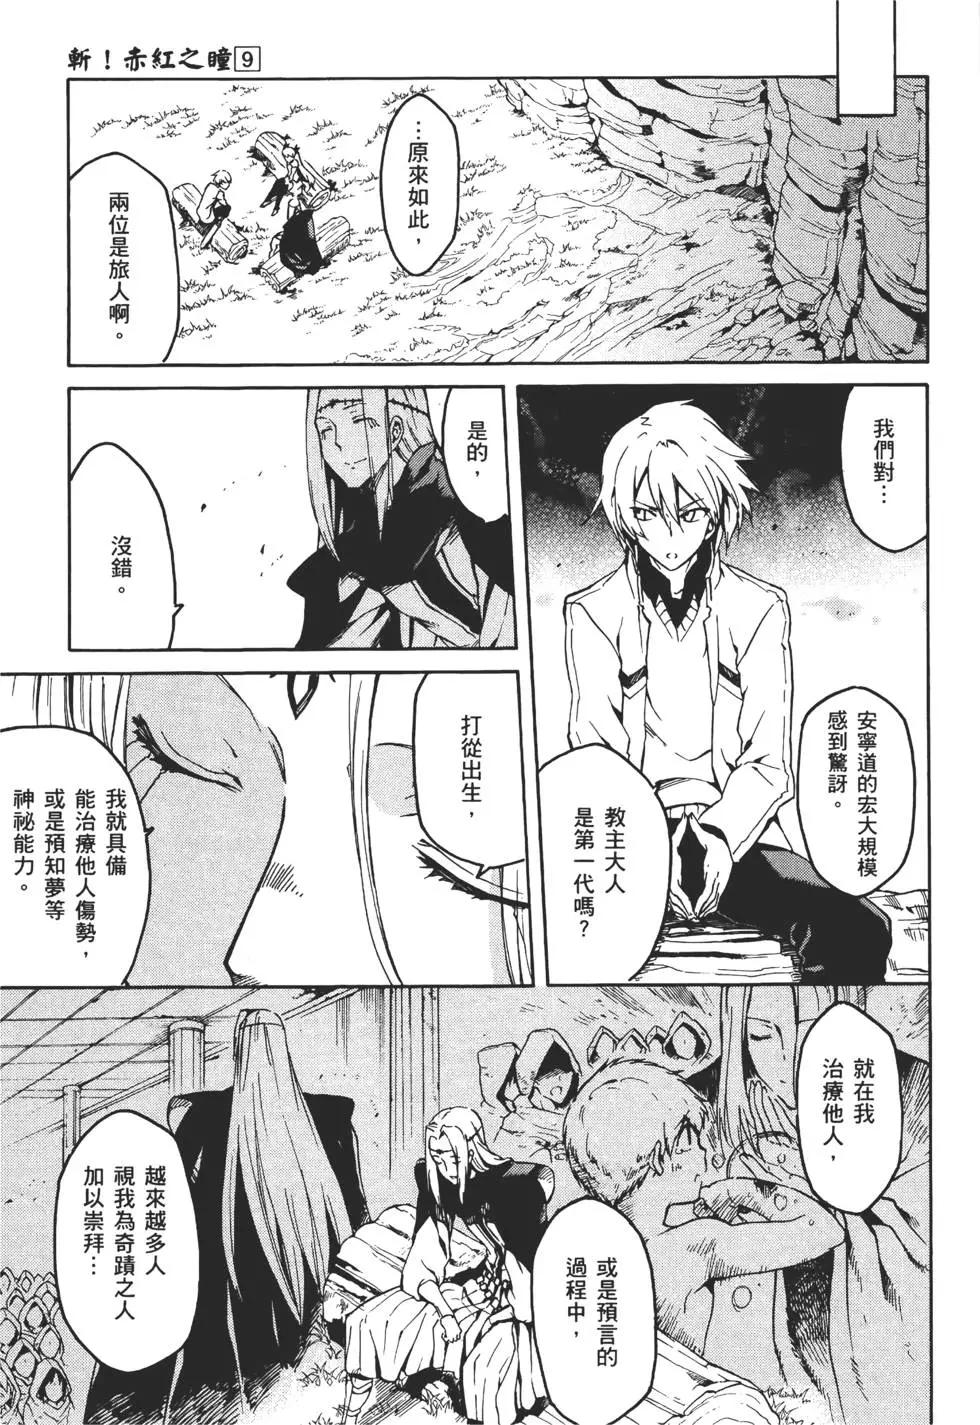 斬！赤紅之瞳 9
…原來如此，
兩位是旅人啊。
我們對…
安寧道的宏大規模
感到驚訝。
教主大人
是第一代嗎？
是的，
沒錯。
打從出生，
我就具備
能治療他人傷勢，
或是預知夢等
神祕能力。
就在我
治療他人，
或是預言的
過程中，
越來越多人
視我為奇蹟之人
加以崇拜…